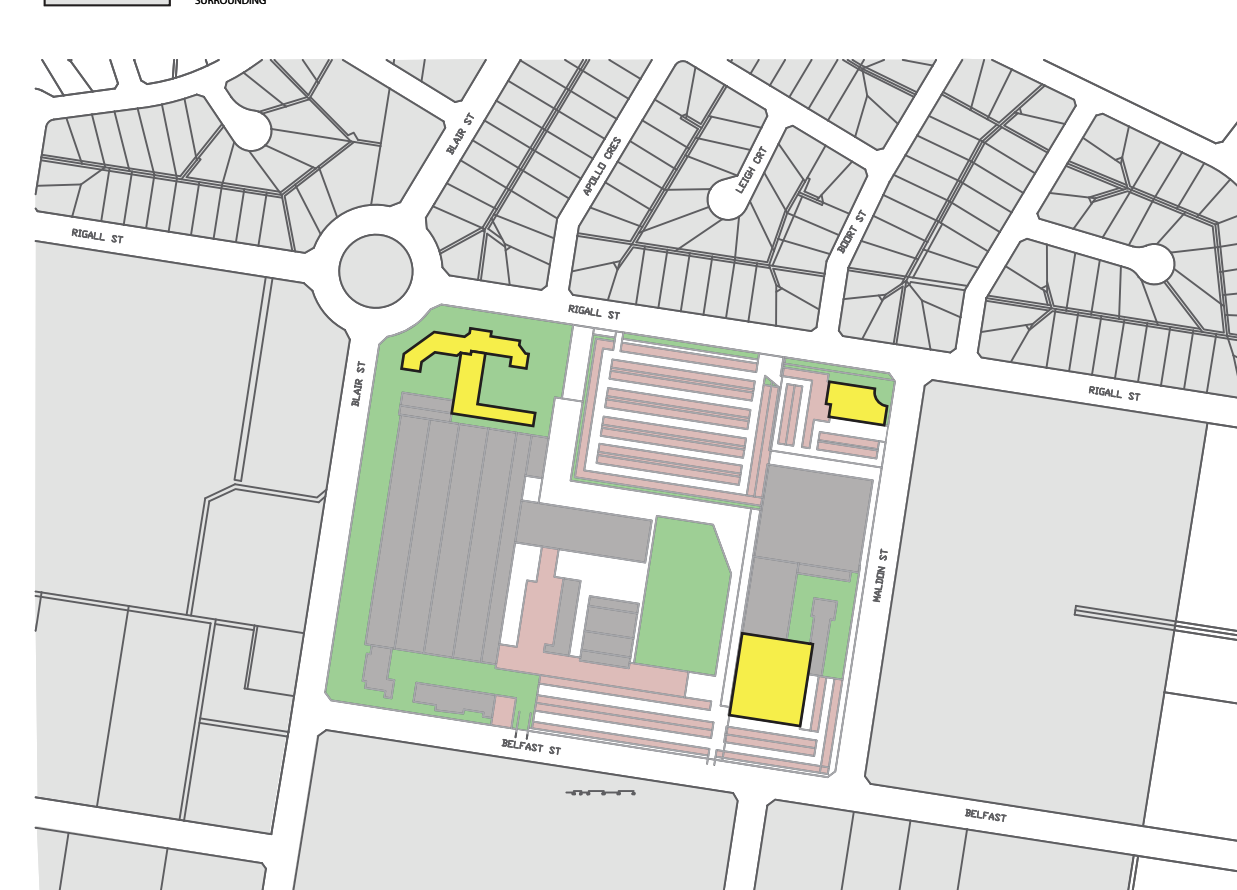 SURROUNDING
BLAIR ST
APOLLO CRES
LEIGH CRT
BOORT ST
RIGALL ST
RIGALL ST
BLAIR ST
RIGALL ST
MALDON ST
BELFAST ST
BELFAST